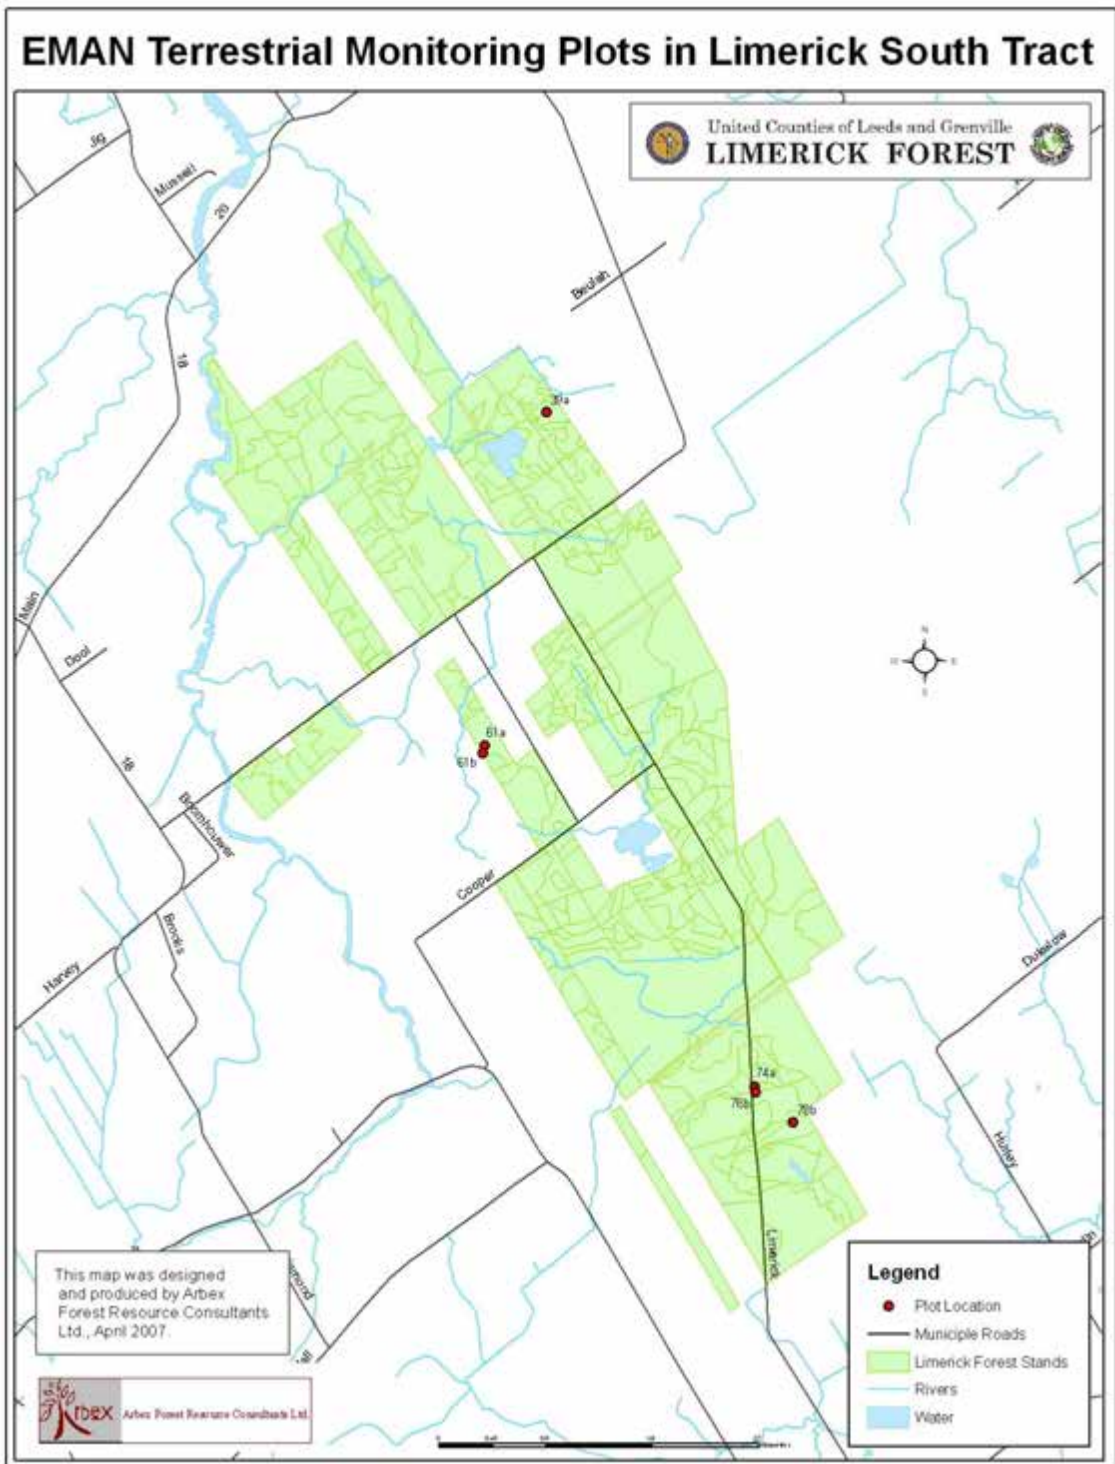 EMAN Terrestrial Monitoring Plots in Limerick South Tract
United Counties of Leeds and Grenville
LIMERICK FOREST
Jig
Mussell
20
Beulah
18
39a
Main
Dool
N
E
S
61a
61b
18
Boomhouwer
Cooper
Brooks
Harvey
Dukelow
74a
76b
78b
Hurley
Limerick
This map was designed
and produced by Arbex
Forest Resource Consultants
Ltd., April 2007.
Arbex Forest Resource Consultants Ltd.
Legend
Plot Location
Municiple Roads
Limerick Forest Stands
Rivers
Water